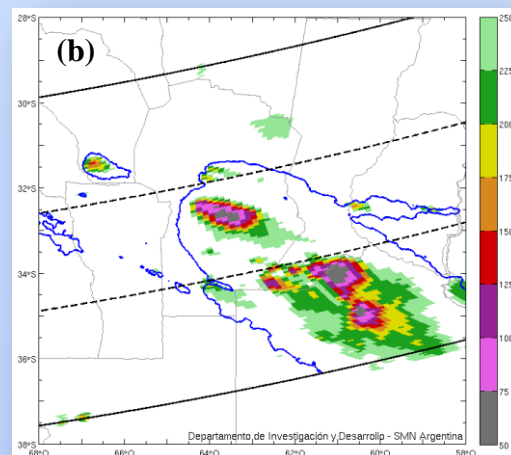 (b)
28°S
30°S
32°S
34°S
36°S
38°S
68°W
66°W
64°W
62°W
60°W
58°W
250
225
200
175
150
125
100
75
50
Departamento de Investigación y Desarrollo - SMN Argentina